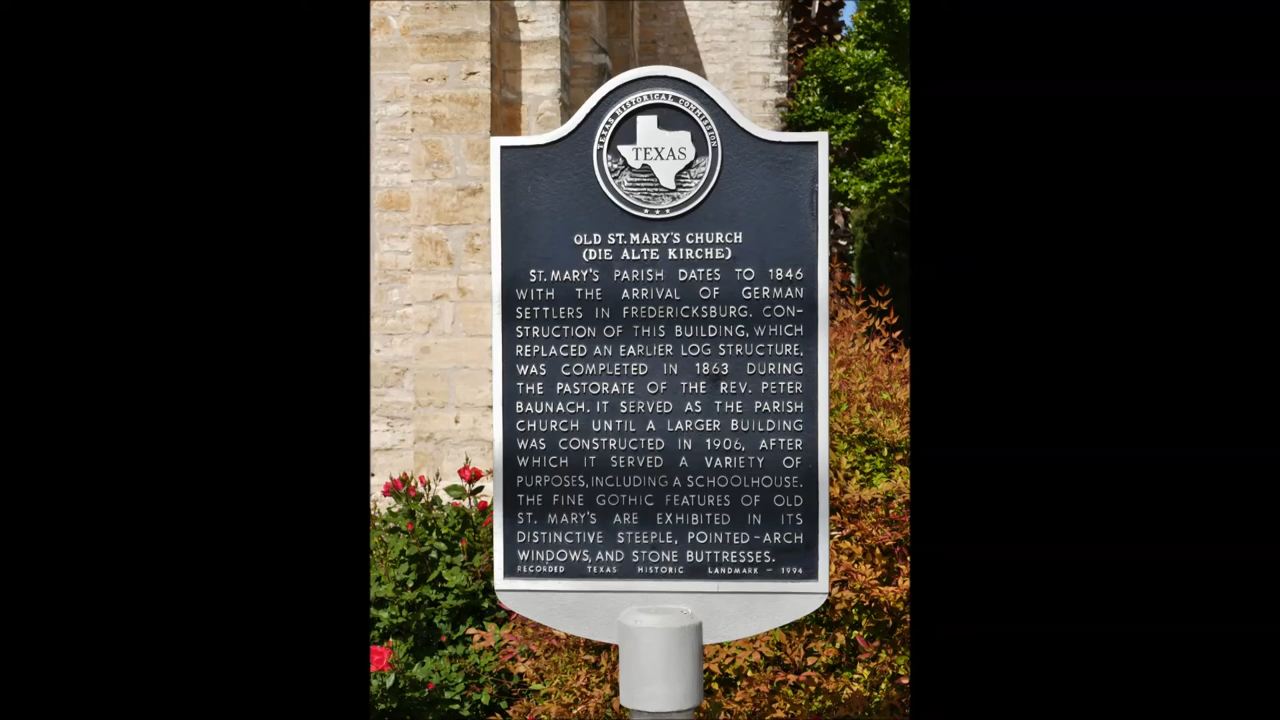 TEXAS HISTORICAL COMMISSION
TEXAS
OLD ST. MARY'S CHURCH
(DIE ALTE KIRCHE)
ST. MARY'S PARISH DATES TO 1846
WITH THE ARRIVAL OF GERMAN
SETTLERS IN FREDERICKSBURG. CON-
STRUCTION OF THIS BUILDING, WHICH
REPLACED AN EARLIER LOG STRUCTURE,
WAS COMPLETED IN 1863 DURING
THE PASTORATE OF THE REV. PETER
BAUNACH. IT SERVED AS THE PARISH
CHURCH UNTIL A LARGER BUILDING
WAS CONSTRUCTED IN 1906, AFTER
WHICH IT SERVED A VARIETY OF
PURPOSES, INCLUDING A SCHOOLHOUSE.
THE FINE GOTHIC FEATURES OF OLD
ST. MARY'S ARE EXHIBITED IN ITS
DISTINCTIVE STEEPLE, POINTED-ARCH
WINDOWS, AND STONE BUTTRESSES.
RECORDED TEXAS HISTORIC LANDMARK - 1994